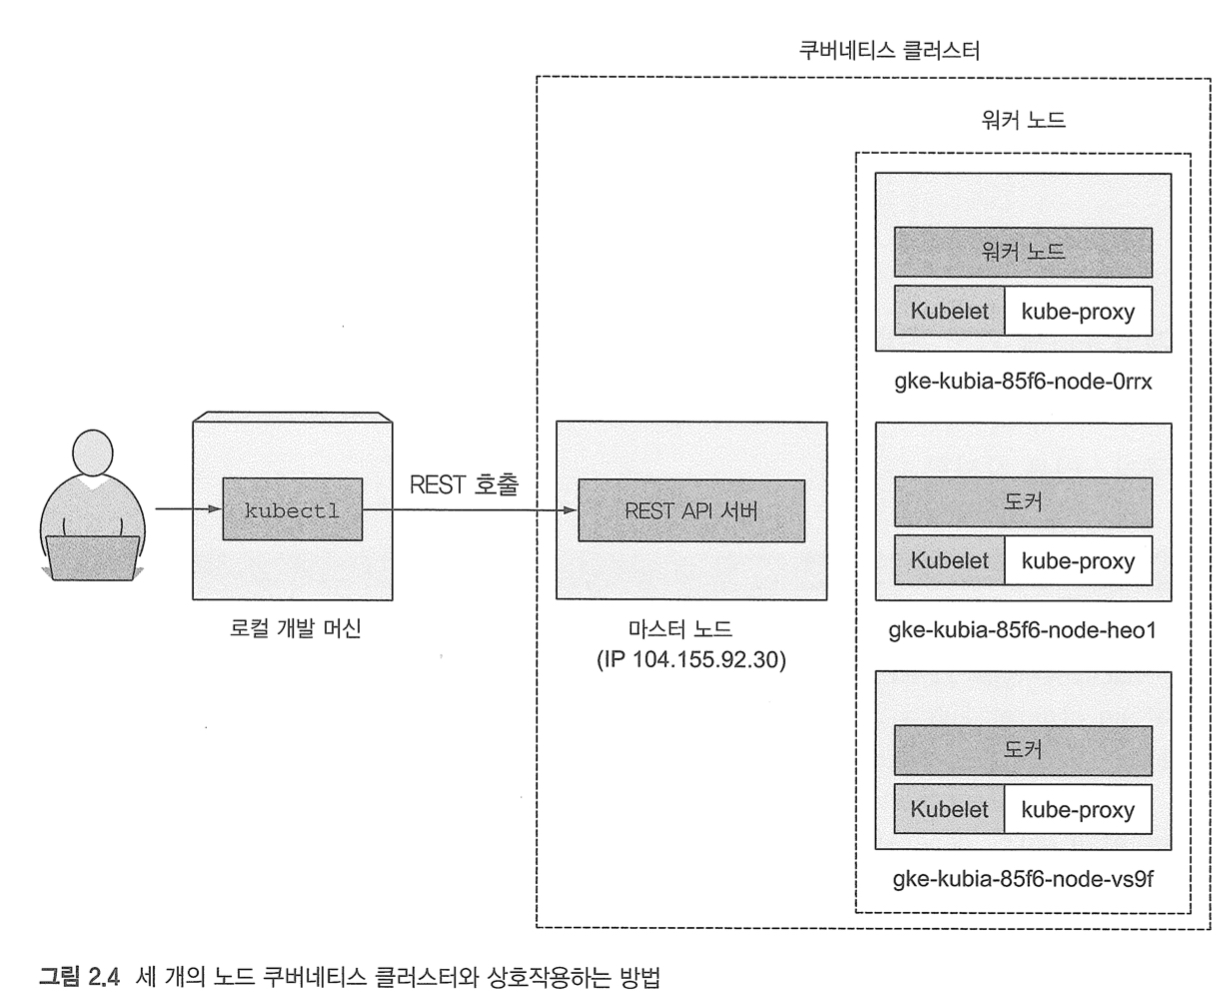 쿠버네티스 클러스터
워커 노드
워커 노드
Kubelet
kube-proxy
gke-kubia-85f6-node-0rrx
kubectl
REST 호출
REST API 서버
도커
Kubelet
kube-proxy
로컬 개발 머신
마스터 노드
(IP 104.155.92.30)
gke-kubia-85f6-node-heo1
도커
Kubelet
kube-proxy
gke-kubia-85f6-node-vs9f
그림 2.4 세 개의 노드 쿠버네티스 클러스터와 상호작용하는 방법